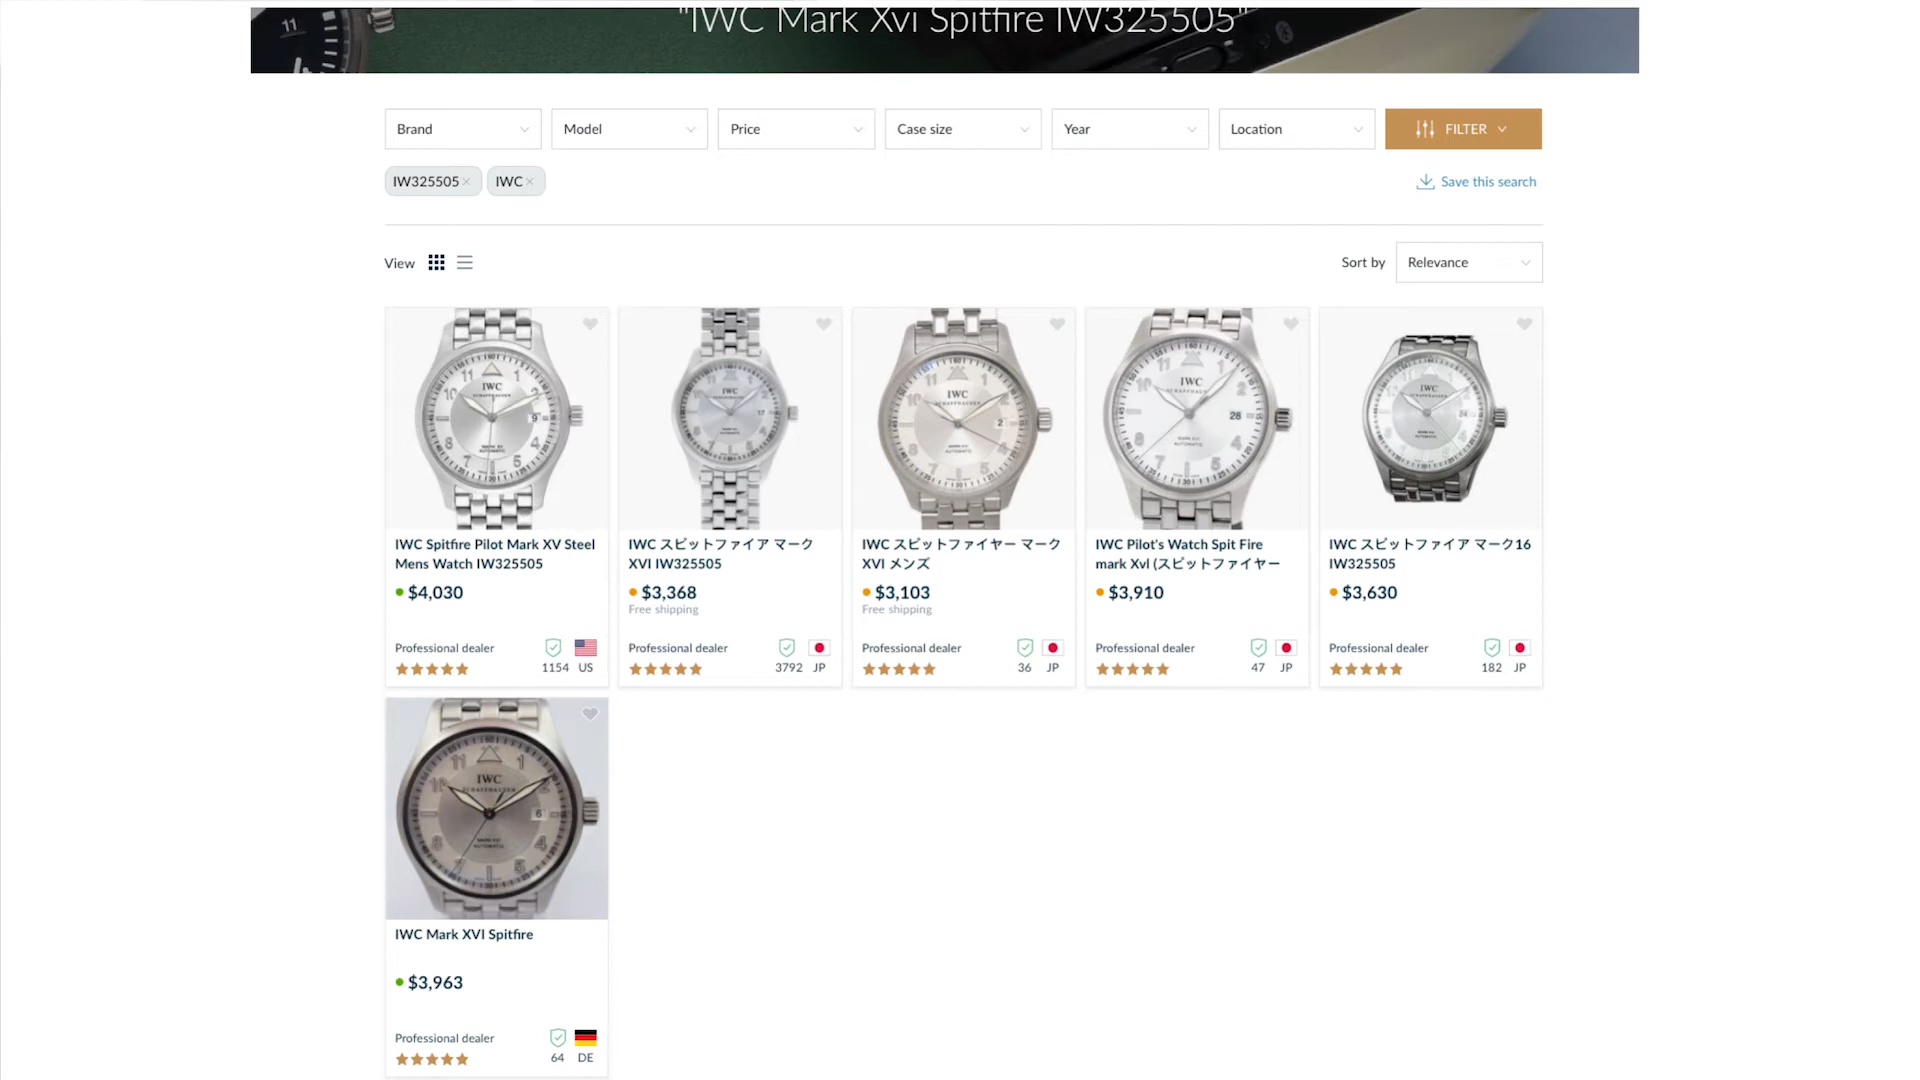 "IWC Mark Xvi Spitfire IW325505"
Brand
Model
Price
Case size
Year
Location
FILTER
IW325505
IWC
Save this search
View
Sort by
Relevance
IWC Spitfire Pilot Mark XV Steel
Mens Watch IW325505
$4,030
Professional dealer
1154 US
IWC スピットファイア マーク
XVI IW325505
$3,368
Free shipping
Professional dealer
3792 JP
IWC スピットファイヤー マーク
XVI メンズ
$3,103
Free shipping
Professional dealer
36 JP
IWC Pilot's Watch Spit Fire
mark Xvl (スピットファイヤー
$3,910
Professional dealer
47 JP
IWC スピットファイア マーク16
IW325505
$3,630
Professional dealer
182 JP
IWC Mark XVI Spitfire
$3,963
Professional dealer
64 DE